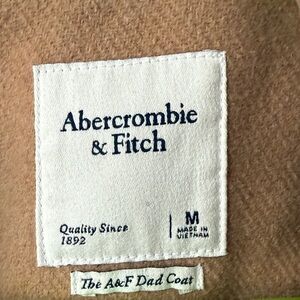 Abercrombie
& Fitch
Quality Since
1892
M
MADE IN
VIETNAM
The A&F Dad Coat